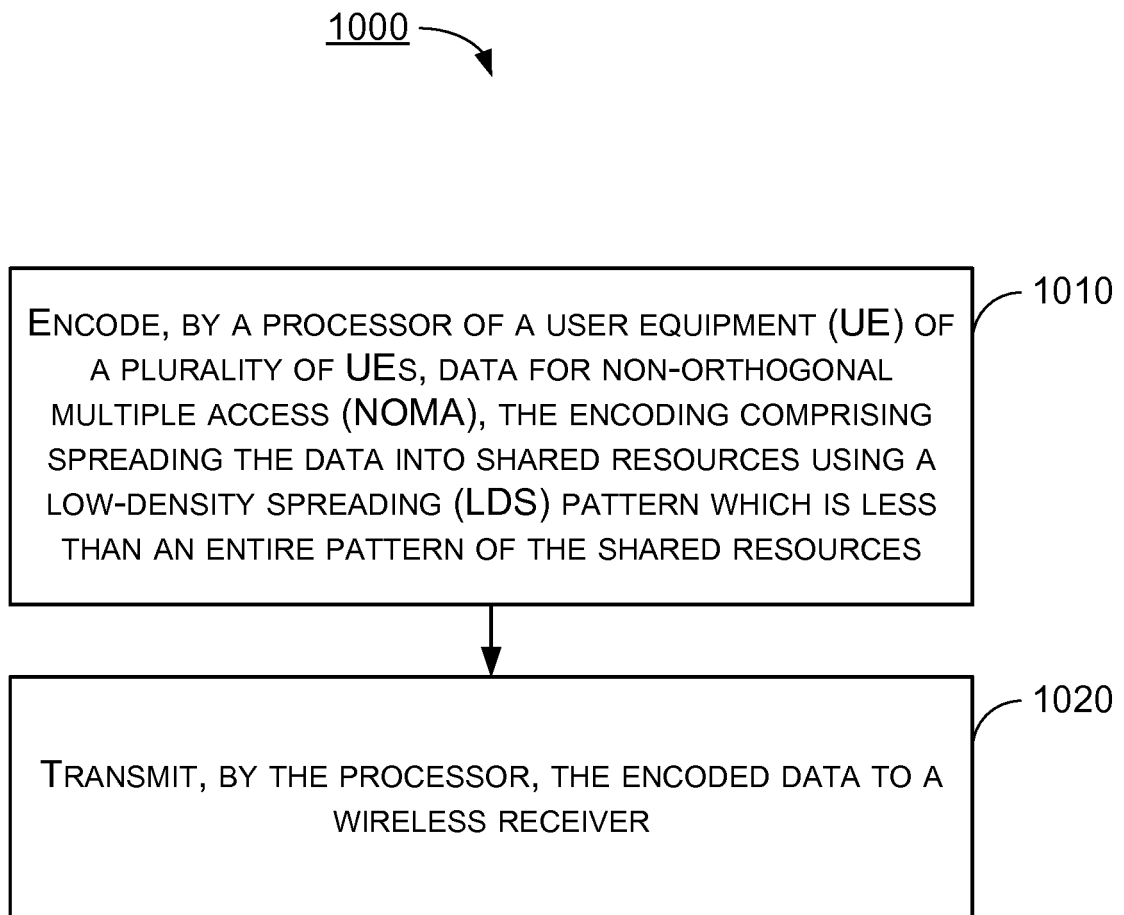 1000
ENCODE, BY A PROCESSOR OF A USER EQUIPMENT (UE) OF
A PLURALITY OF UES, DATA FOR NON-ORTHOGONAL
MULTIPLE ACCESS (NOMA), THE ENCODING COMPRISING
SPREADING THE DATA INTO SHARED RESOURCES USING A
LOW-DENSITY SPREADING (LDS) PATTERN WHICH IS LESS
THAN AN ENTIRE PATTERN OF THE SHARED RESOURCES
1010
TRANSMIT, BY THE PROCESSOR, THE ENCODED DATA TO A
WIRELESS RECEIVER
1020